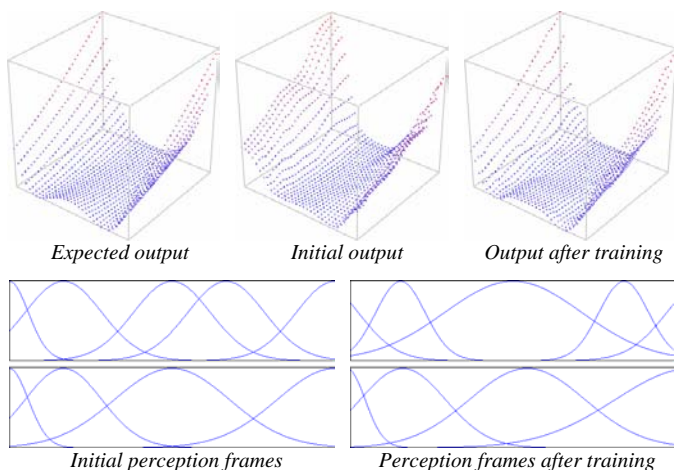 Expected output
Initial output
Output after training
Initial perception frames
Perception frames after training